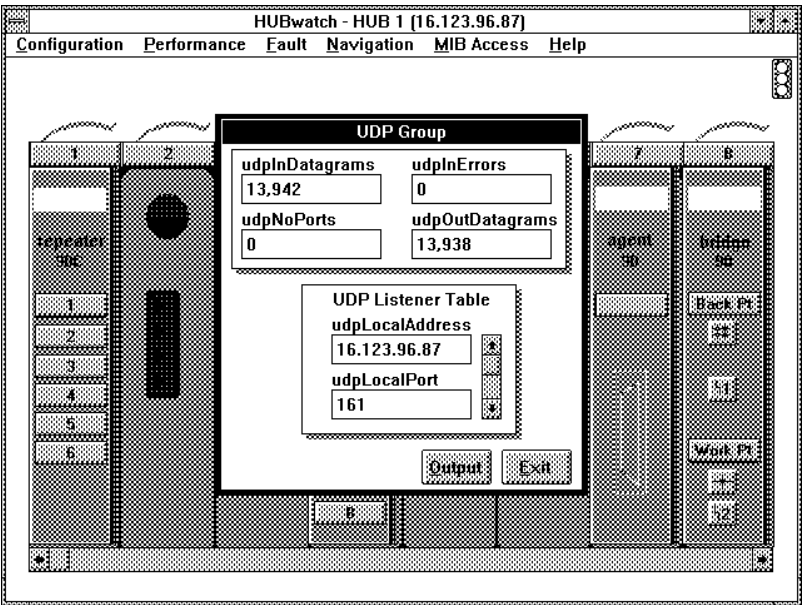 HUBwatch - HUB 1 (16.123.96.87)
Configuration Performance Fault Navigation MIB Access Help
UDP Group
1 2 7 8
udpInDatagrams udpInErrors
13,942 0
udpNoPorts udpOutDatagrams
0 13,938
repeater
90C
agent
90
bridge
90
UDP Listener Table
udpLocalAddress
16.123.96.87
udpLocalPort
161
1
2
3
4
5
6
Back Pt
51
Work Pt
52
Output Exit
8